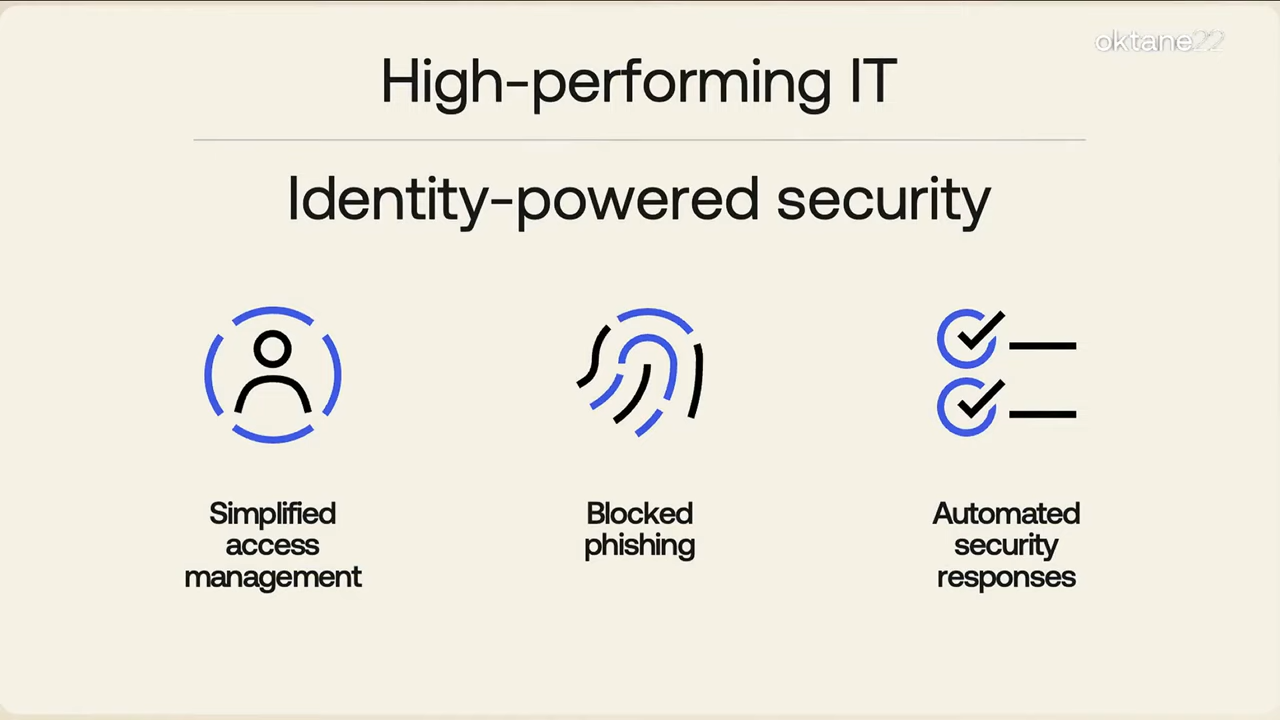 oktane22
High-performing IT
Identity-powered security
Simplified
access
management
Blocked
phishing
Automated
security
responses